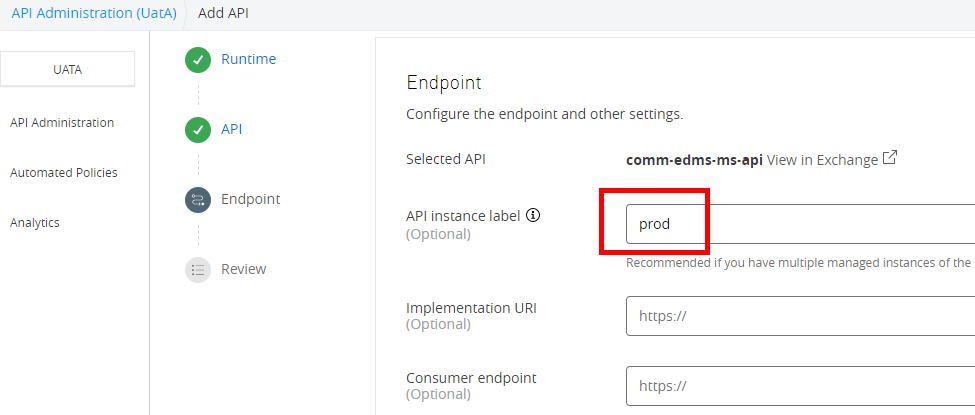 API Administration (UatA) Add API
UATA
API Administration
Automated Policies
Analytics
Runtime
API
Endpoint
Review
Endpoint
Configure the endpoint and other settings.
Selected API
comm-edms-ms-api View in Exchange
API instance label
(Optional)
prod
Recommended if you have multiple managed instances of the
Implementation URI
(Optional)
https://
Consumer endpoint
(Optional)
https://